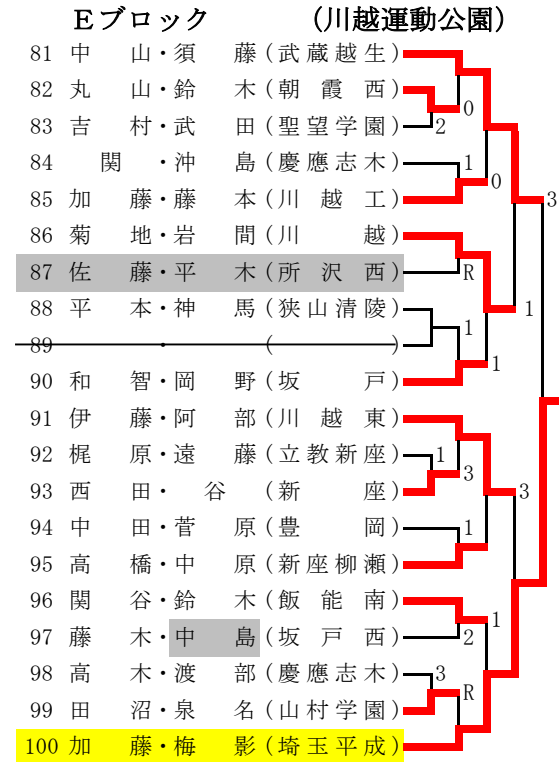 Eブロック (川越運動公園)
81 中 山・須 藤 (武蔵越生)
82 丸 山・鈴 木 (朝霞西)
0
83 吉 村・武 田 (聖望学園) 2
84 関 ・沖 島 (慶應志木) 1
0
85 加 藤・藤 本 (川越工) 3
86 菊 地・岩 間 (川越)
87 佐 藤・平 木 (所沢西) R
88 平 本・神 馬 (狭山清陵) 1
1
89 ・ ( )
1
90 和 智・岡 野 (坂戸)
91 伊 藤・阿 部 (川越東)
92 梶 原・遠 藤 (立教新座) 1
3
93 西 田・ 谷 (新座) 3
94 中 田・菅 原 (豊岡) 1
95 高 橋・中 原 (新座柳瀬)
96 関 谷・鈴 木 (飯能南) 1
97 藤 木・中 島 (坂戸西) 2
98 高 木・渡 部 (慶應志木) 3
R
99 田 沼・泉 名 (山村学園)
100 加 藤・梅 影 (埼玉平成)